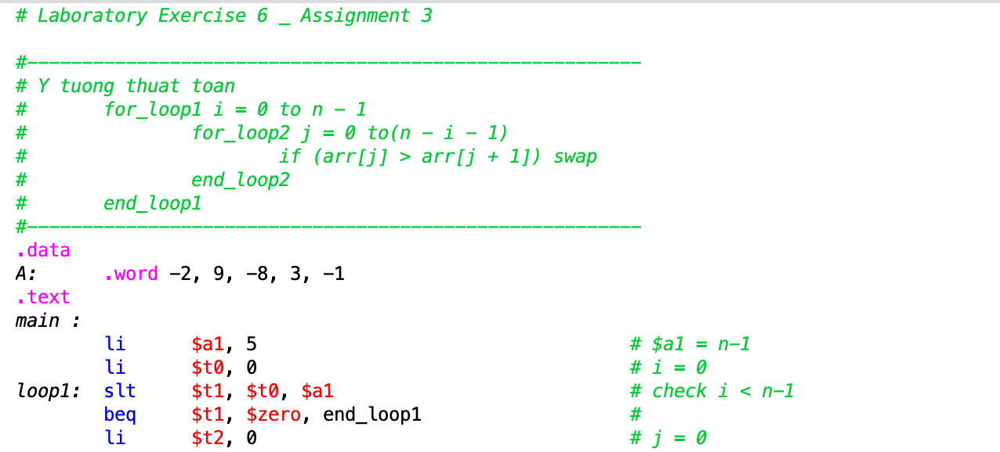 # Laboratory Exercise 6 _ Assignment 3
#--------------------------------------------------------
# Y tuong thuat toan
#	for_loop1 i = 0 to n - 1
#		for_loop2 j = 0 to(n - i - 1)
#			if (arr[j] > arr[j + 1]) swap
#		end_loop2
#	end_loop1
#--------------------------------------------------------
.data
A:	.word -2, 9, -8, 3, -1
.text
main :
	li	$a1, 5	# $a1 = n-1
	li	$t0, 0	# i = 0
loop1:	slt	$t1, $t0, $a1	# check i < n-1
	beq	$t1, $zero, end_loop1	#
	li	$t2, 0	# j = 0